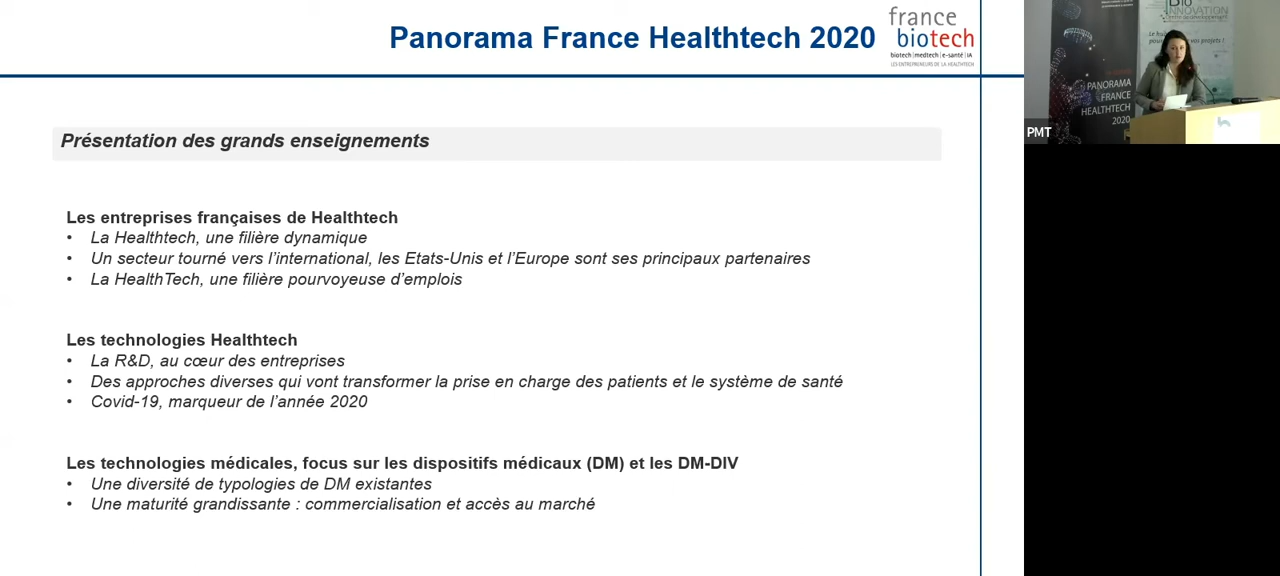 Panorama France Healthtech 2020
france
biotech
biotech | medtech | e-santé | IA
LES ENTREPRENEURS DE LA HEALTHTECH
Présentation des grands enseignements
Les entreprises françaises de Healthtech
• La Healthtech, une filière dynamique
• Un secteur tourné vers l’international, les Etats-Unis et l’Europe sont ses principaux partenaires
• La HealthTech, une filière pourvoyeuse d’emplois
Les technologies Healthtech
• La R&D, au cœur des entreprises
• Des approches diverses qui vont transformer la prise en charge des patients et le système de santé
• Covid-19, marqueur de l’année 2020
Les technologies médicales, focus sur les dispositifs médicaux (DM) et les DM-DIV
• Une diversité de typologies de DM existantes
• Une maturité grandissante : commercialisation et accès au marché
Bio
INNOVATION
vos projets !
PANORAMA
FRANCE
HEALTHTECH
2020
PMT